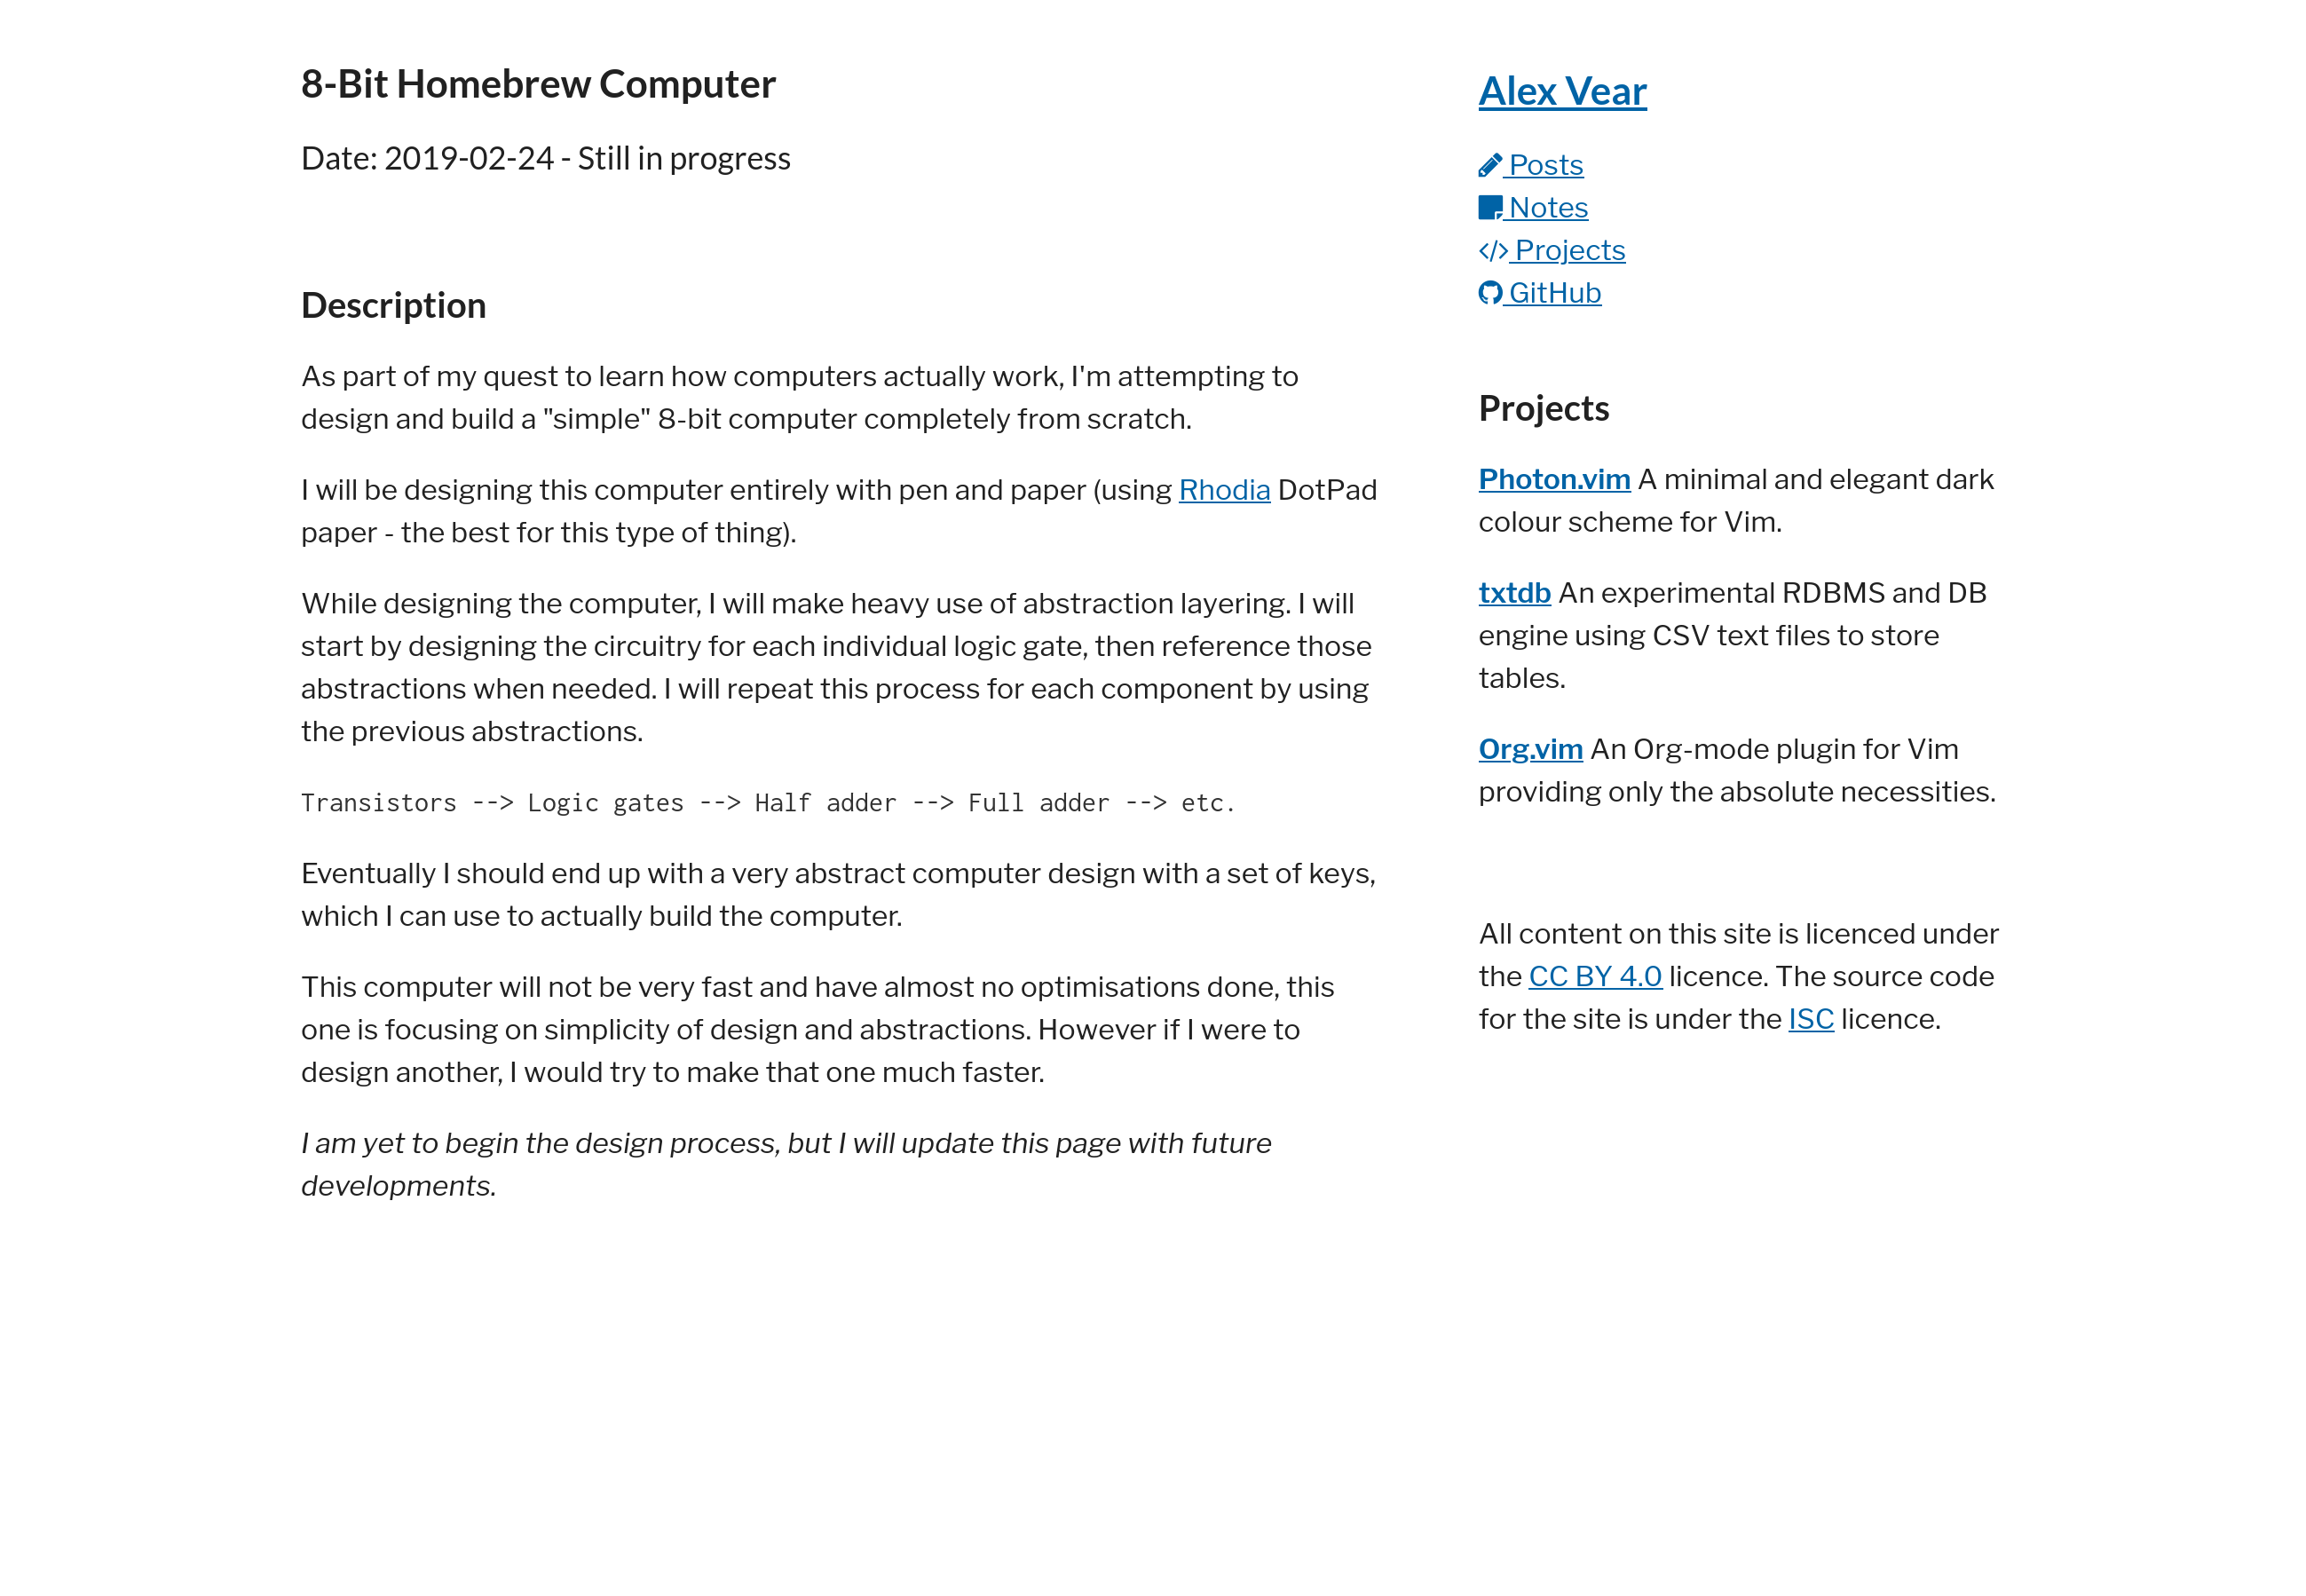 8-Bit Homebrew Computer
Date: 2019-02-24 - Still in progress
Description
As part of my quest to learn how computers actually work, I'm attempting to
design and build a "simple" 8-bit computer completely from scratch.
I will be designing this computer entirely with pen and paper (using Rhodia DotPad
paper - the best for this type of thing).
While designing the computer, I will make heavy use of abstraction layering. I will
start by designing the circuitry for each individual logic gate, then reference those
abstractions when needed. I will repeat this process for each component by using
the previous abstractions.
Transistors --> Logic gates --> Half adder --> Full adder --> etc.
Eventually I should end up with a very abstract computer design with a set of keys,
which I can use to actually build the computer.
This computer will not be very fast and have almost no optimisations done, this
one is focusing on simplicity of design and abstractions. However if I were to
design another, I would try to make that one much faster.
I am yet to begin the design process, but I will update this page with future
developments.
Alex Vear
Posts
Notes
Projects
GitHub
Projects
Photon.vim A minimal and elegant dark
colour scheme for Vim.
txtdb An experimental RDBMS and DB
engine using CSV text files to store
tables.
Org.vim An Org-mode plugin for Vim
providing only the absolute necessities.
All content on this site is licenced under
the CC BY 4.0 licence. The source code
for the site is under the ISC licence.